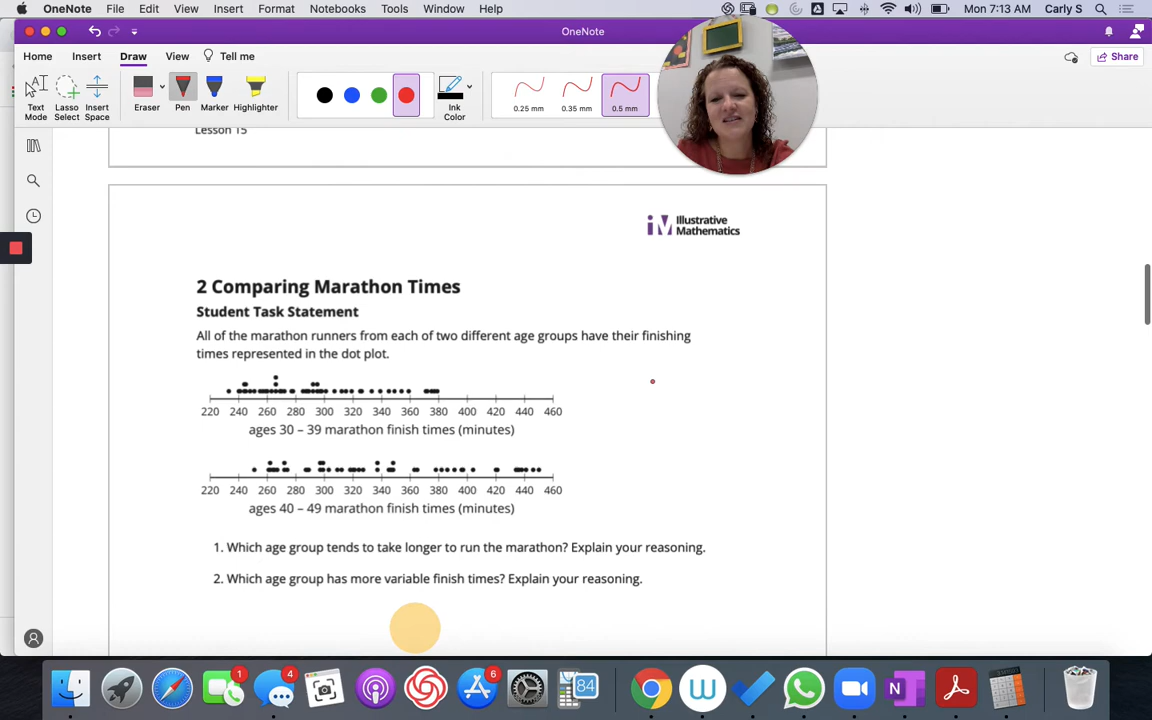 OneNote File Edit View Insert Format Notebooks Tools Window Help Mon 7:13 AM Carly S
OneNote
Home Insert Draw View Tell me Share
Text Mode Lasso Select Insert Space Eraser Pen Marker Highlighter Ink Color 0.25 mm 0.35 mm 0.5 mm
Lesson 15
Illustrative
Mathematics
2 Comparing Marathon Times
Student Task Statement
All of the marathon runners from each of two different age groups have their finishing
times represented in the dot plot.
220 240 260 280 300 320 340 360 380 400 420 440 460
ages 30 – 39 marathon finish times (minutes)
220 240 260 280 300 320 340 360 380 400 420 440 460
ages 40 – 49 marathon finish times (minutes)
1. Which age group tends to take longer to run the marathon? Explain your reasoning.
2. Which age group has more variable finish times? Explain your reasoning.
1 4 6 84